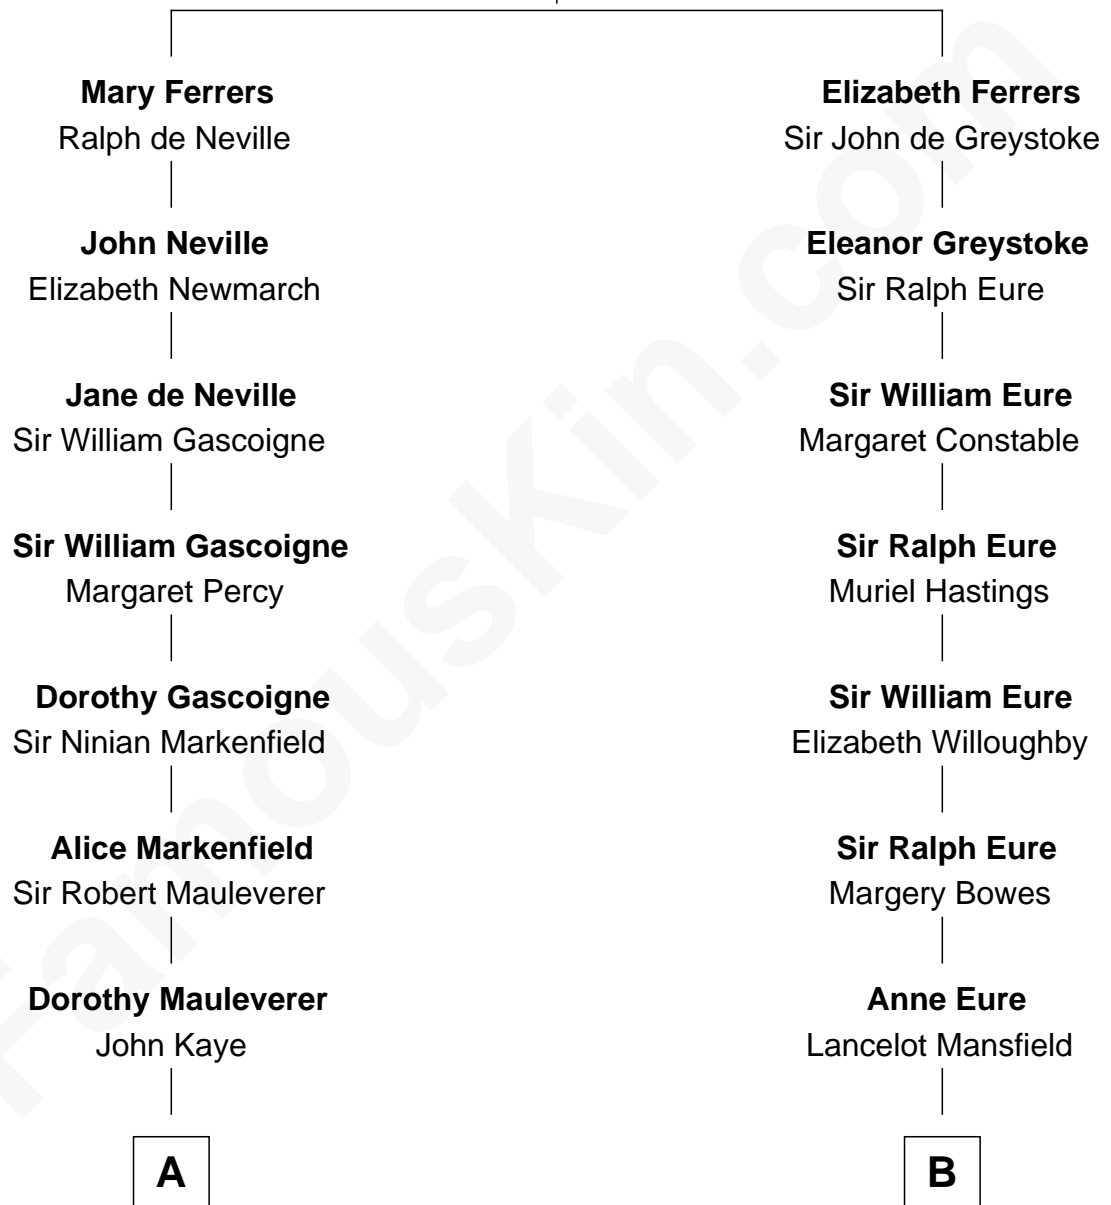 Mary Ferrers
Ralph de Neville
John Neville
Elizabeth Newmarch
Jane de Neville
Sir William Gascoigne
Sir William Gascoigne
Margaret Percy
Dorothy Gascoigne
Sir Ninian Markenfield
Alice Markenfield
Sir Robert Mauleverer
Dorothy Mauleverer
John Kaye
A
Elizabeth Ferrers
Sir John de Greystoke
Eleanor Greystoke
Sir Ralph Eure
Sir William Eure
Margaret Constable
Sir Ralph Eure
Muriel Hastings
Sir William Eure
Elizabeth Willoughby
Sir Ralph Eure
Margery Bowes
Anne Eure
Lancelot Mansfield
B
FamousKin.com